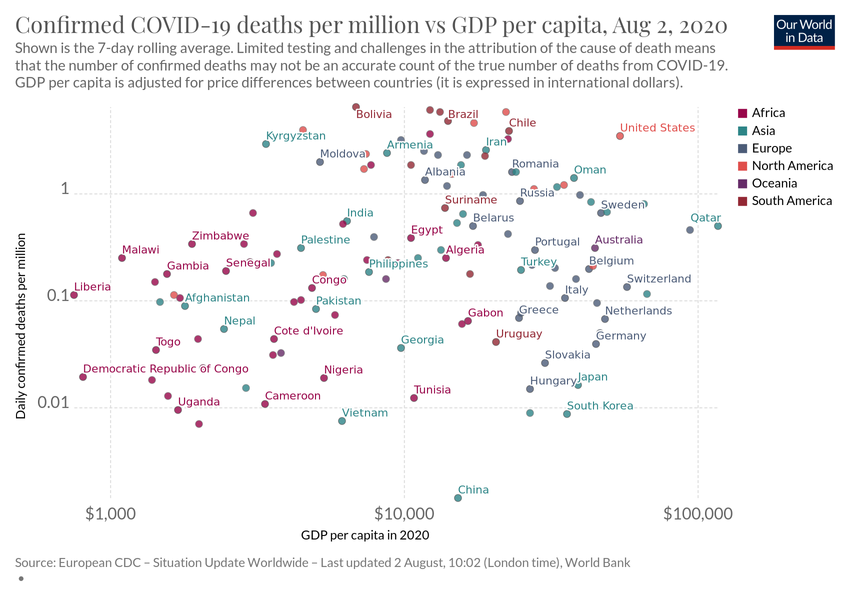 Confirmed COVID-19 deaths per million vs GDP per capita, Aug 2, 2020
Our World
in Data
Shown is the 7-day rolling average. Limited testing and challenges in the attribution of the cause of death means
that the number of confirmed deaths may not be an accurate count of the true number of deaths from COVID-19.
GDP per capita is adjusted for price differences between countries (it is expressed in international dollars).
Bolivia
Brazil
Chile
United States
Kyrgyzstan
Armenia
Iran
Moldova
Albania
Romania
Oman
1
Suriname
Russia
Sweden
India
Belarus
Qatar
Zimbabwe
Palestine
Egypt
Portugal
Australia
Malawi
Gambia
Senegal
Philippines
Algeria
Turkey
Belgium
Liberia
Congo
Italy
Switzerland
0.1
Afghanistan
Pakistan
Gabon
Greece
Netherlands
Nepal
Cote d'Ivoire
Georgia
Uruguay
Germany
Togo
Slovakia
Democratic Republic of Congo
Nigeria
Hungary
Japan
0.01
Uganda
Cameroon
Tunisia
South Korea
Vietnam
China
Daily confirmed deaths per million
$1,000
$10,000
$100,000
GDP per capita in 2020
Africa
Asia
Europe
North America
Oceania
South America
Source: European CDC – Situation Update Worldwide – Last updated 2 August, 10:02 (London time), World Bank
•